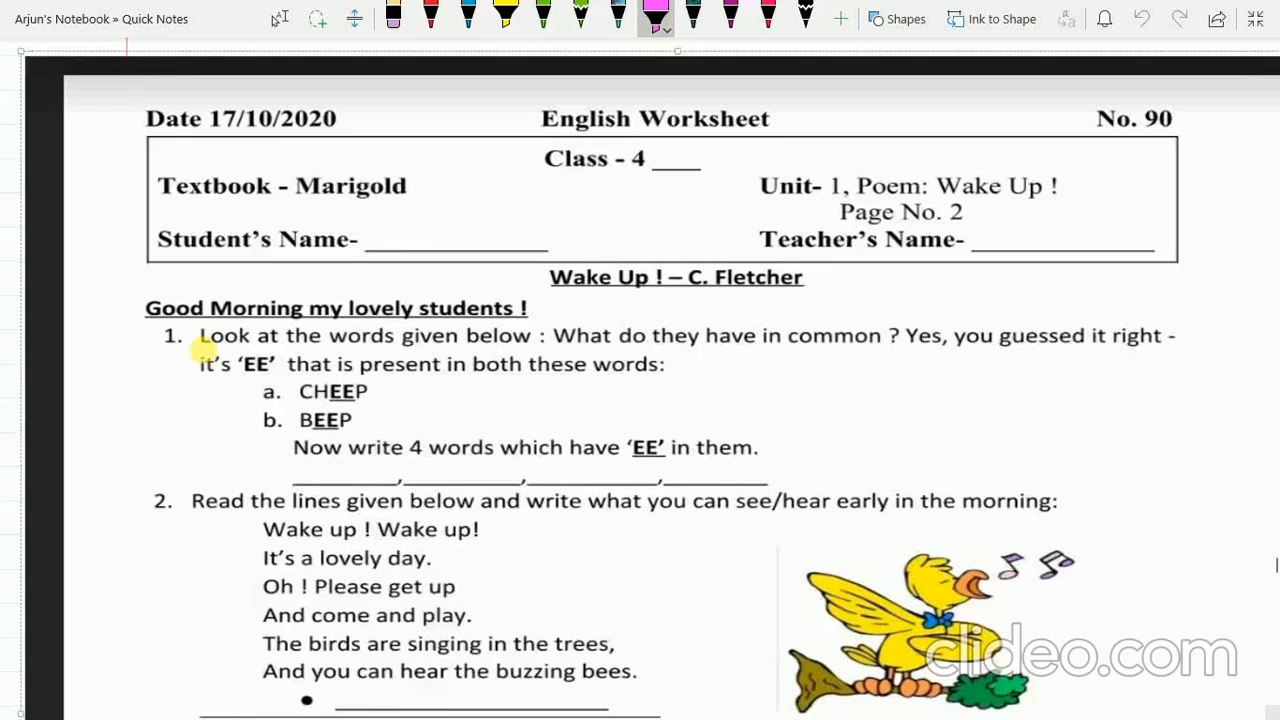 Arjun's Notebook » Quick Notes
Shapes
Ink to Shape
Date 17/10/2020 English Worksheet No. 90
Class - 4 ____
Textbook - Marigold Unit- 1, Poem: Wake Up !
Page No. 2
Student's Name- _______________ Teacher's Name- _______________
Wake Up ! – C. Fletcher
Good Morning my lovely students !
1. Look at the words given below : What do they have in common ? Yes, you guessed it right -
it's 'EE' that is present in both these words:
a. CHEEP
b. BEEP
Now write 4 words which have 'EE' in them.
__________,___________,____________,__________
2. Read the lines given below and write what you can see/hear early in the morning:
Wake up ! Wake up!
It's a lovely day.
Oh ! Please get up
And come and play.
The birds are singing in the trees,
And you can hear the buzzing bees.
• __________________________
clideo.com